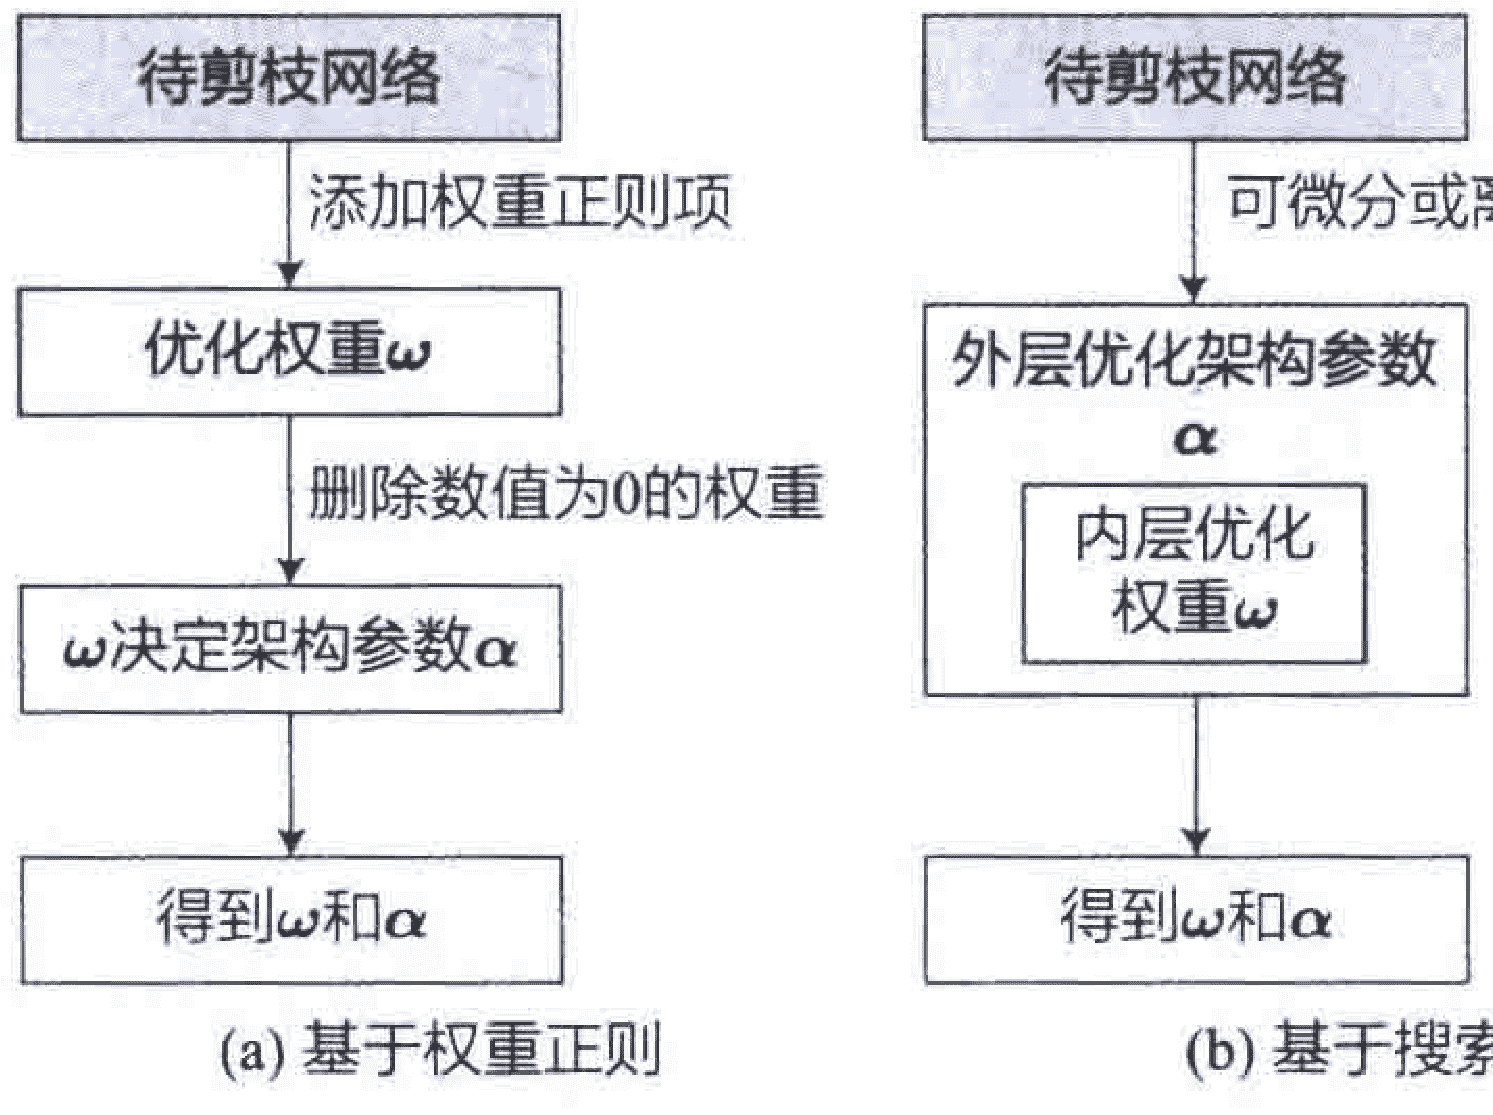 待剪枝网络
添加权重正则项
优化权重ω
删除数值为0的权重
ω决定架构参数α
得到ω和α
(a) 基于权重正则
待剪枝网络
可微分或
外层优化架构参数
α
内层优化
权重ω
得到ω和α
(b) 基于搜索